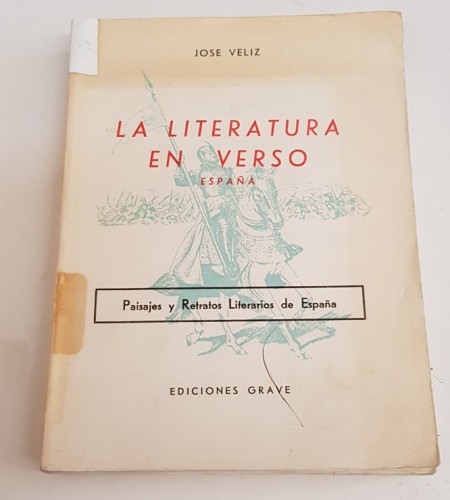 JOSE VELIZ
LA LITERATURA
EN VERSO
ESPAÑA
Paisajes y Retratos Literarios de España
EDICIONES GRAVE